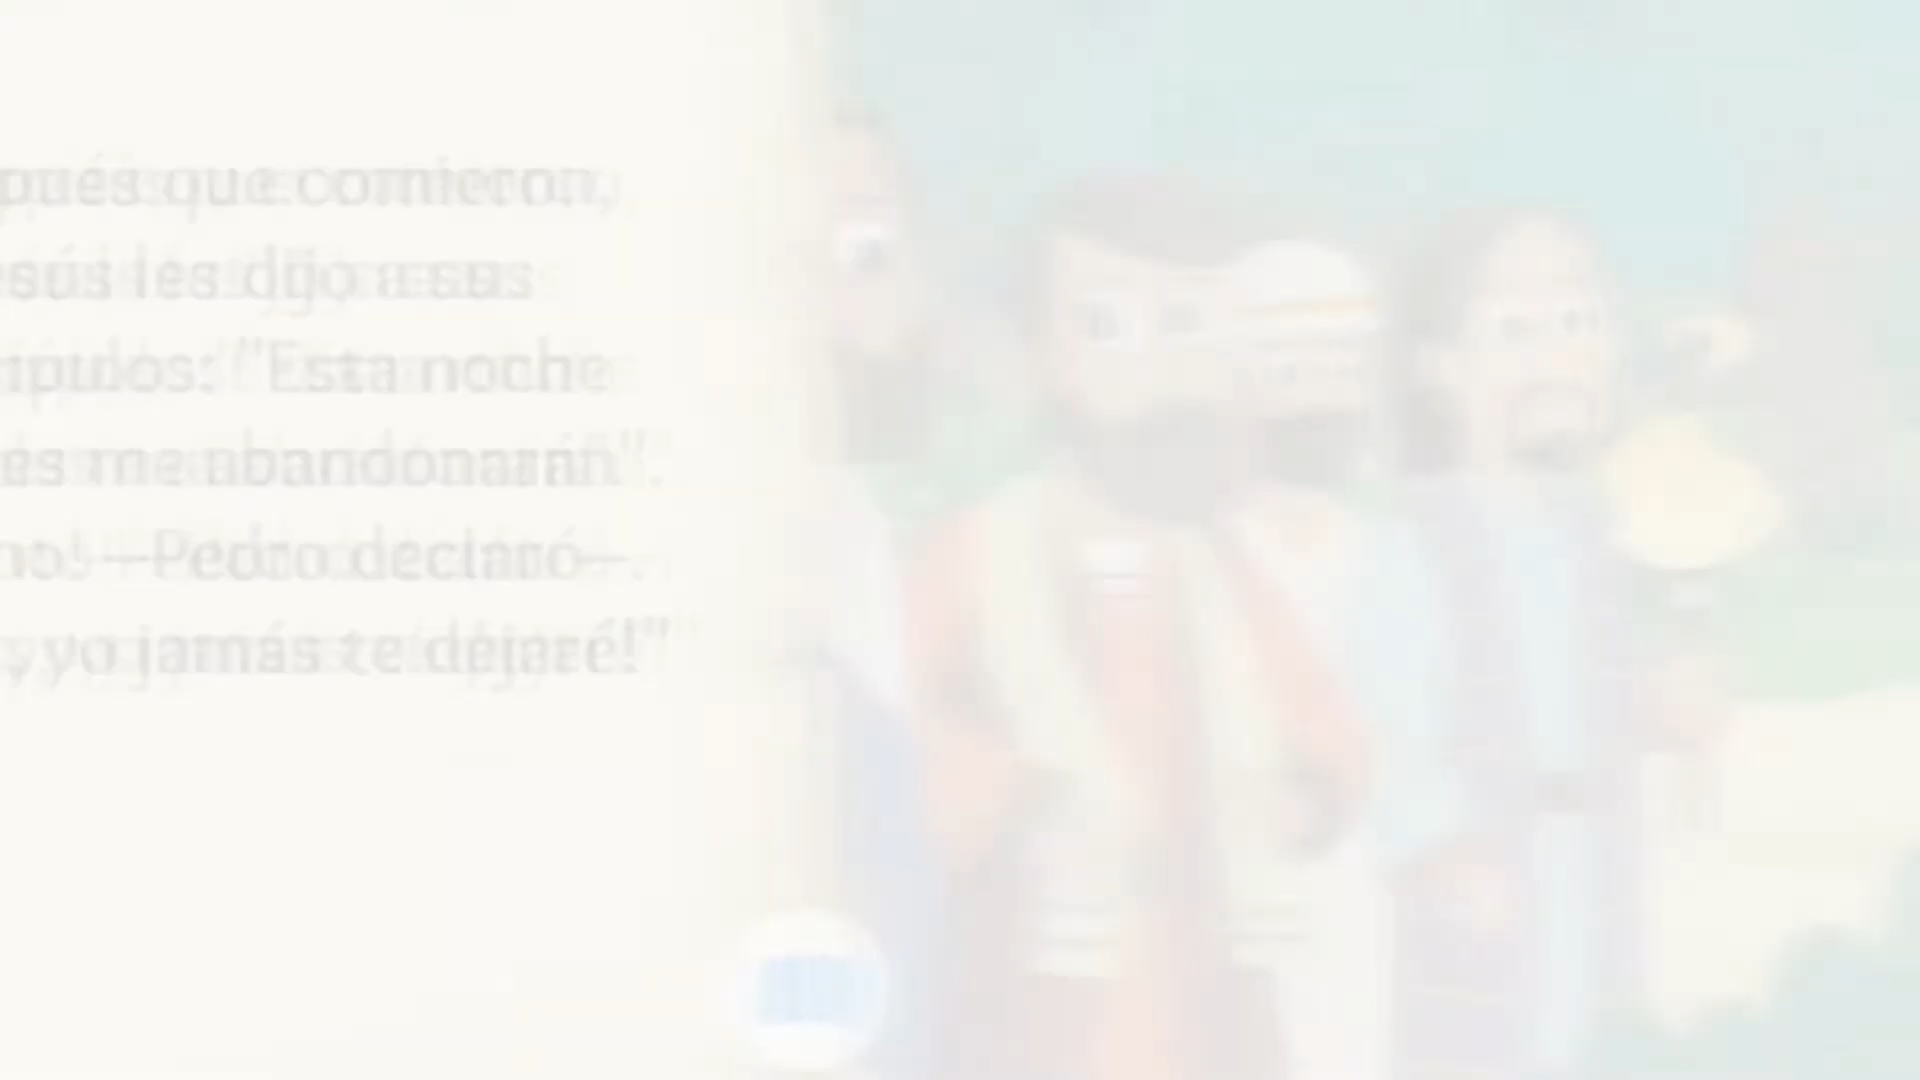 pués que comieron,
esús les dijo a sus
ípulos: "Esta noche
es me abandonarán".
no! —Pedro declaró—.
, yo jamás te dejaré!"